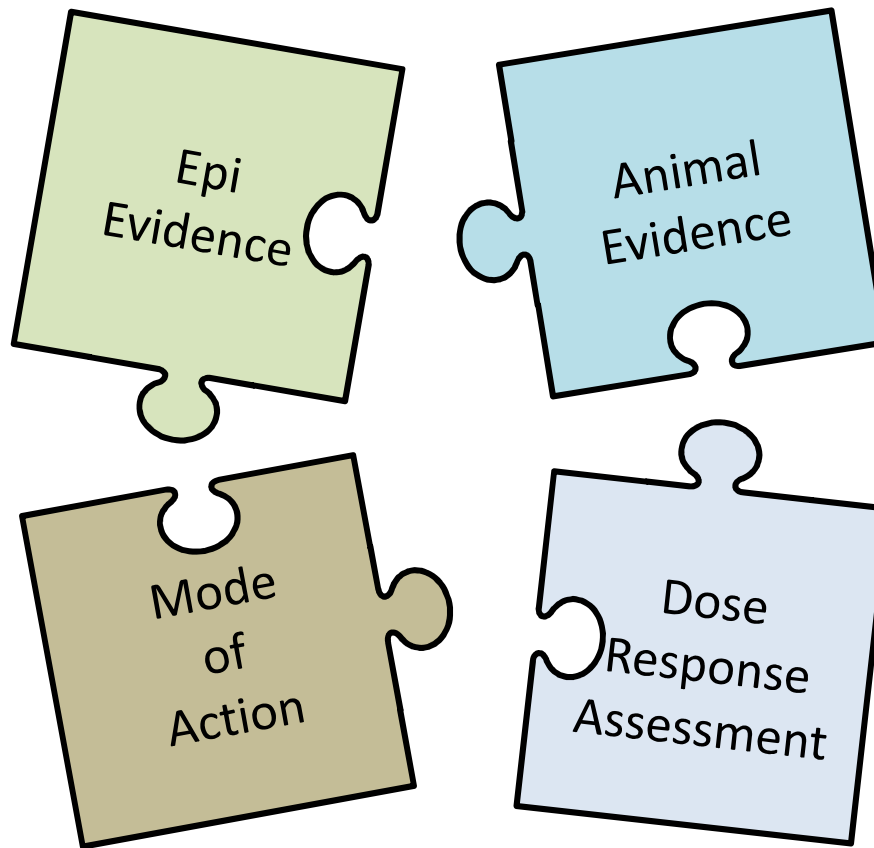 Epi
Evidence
Animal
Evidence
Mode
of
Action
Dose
Response
Assessment